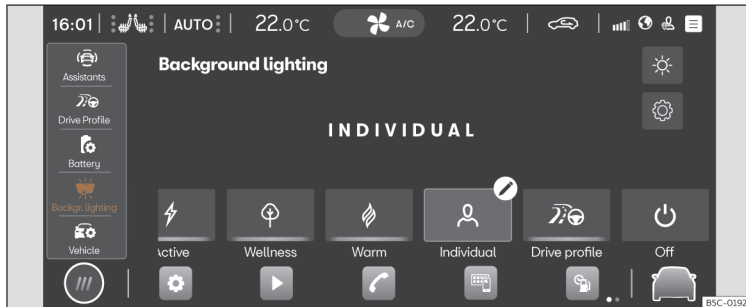 16:01 AUTO 22.0°C A/C 22.0°C
Assistants
Drive Profile
Battery
Backgr. lighting
Vehicle
Background lighting
INDIVIDUAL
Active Wellness Warm Individual Drive profile Off
B5C-0192